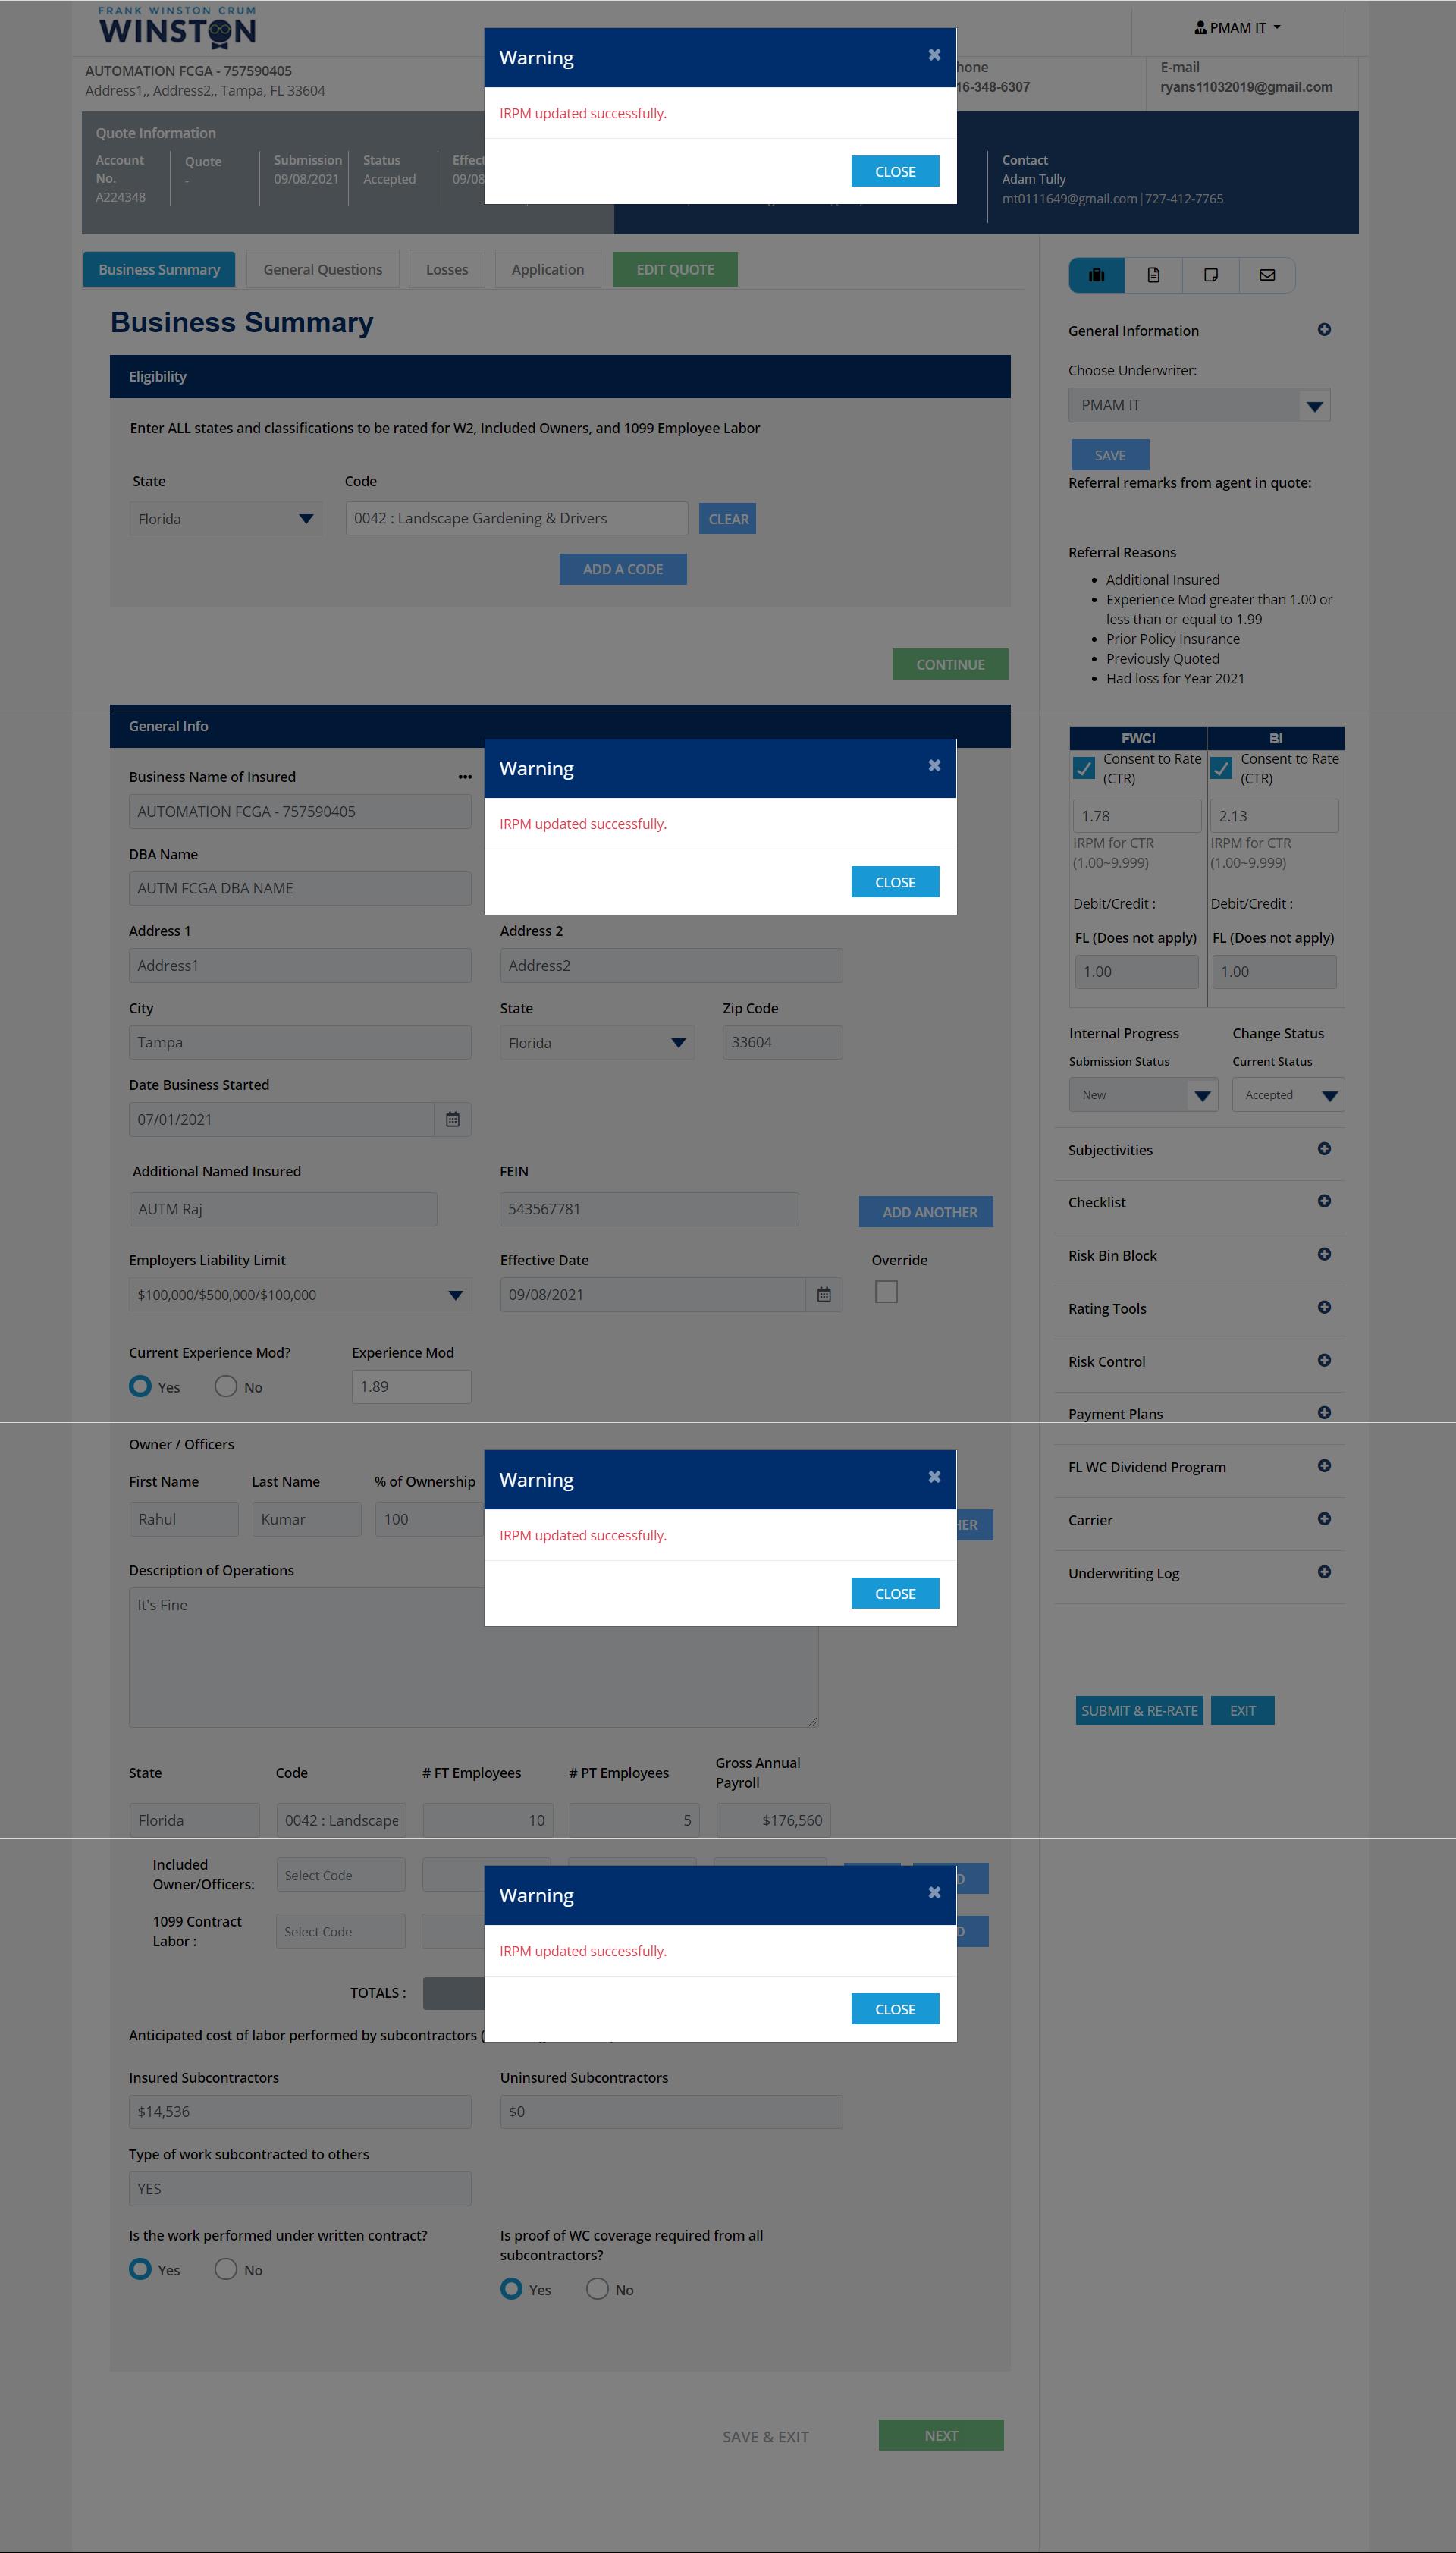 FRANK WINSTON CRUM
WINSTON
PMAM IT
Warning
IRPM updated successfully.
CLOSE
AUTOMATION FCGA - 757590405
Address1,, Address2,, Tampa, FL 33604
hone
16-348-6307
E-mail
ryans11032019@gmail.com
Quote Information
Account No.
A224348
Quote
-
Submission
09/08/2021
Status
Accepted
Effect
09/08
Contact
Adam Tully
mt0111649@gmail.com|727-412-7765
Business Summary
General Questions
Losses
Application
EDIT QUOTE
Business Summary
Eligibility
Enter ALL states and classifications to be rated for W2, Included Owners, and 1099 Employee Labor
State
Code
Florida
0042 : Landscape Gardening & Drivers
CLEAR
ADD A CODE
CONTINUE
General Info
Warning
IRPM updated successfully.
CLOSE
Business Name of Insured
AUTOMATION FCGA - 757590405
DBA Name
AUTM FCGA DBA NAME
Address 1
Address 2
Address1
Address2
City
State
Zip Code
Tampa
Florida
33604
Date Business Started
07/01/2021
Additional Named Insured
FEIN
AUTM Raj
543567781
ADD ANOTHER
Employers Liability Limit
Effective Date
Override
$100,000/$500,000/$100,000
09/08/2021
Current Experience Mod?
Experience Mod
Yes
No
1.89
Owner / Officers
First Name
Last Name
% of Ownership
Rahul
Kumar
100
HER
Warning
IRPM updated successfully.
CLOSE
Description of Operations
It's Fine
State
Code
# FT Employees
# PT Employees
Gross Annual
Payroll
Florida
0042 : Landscape
10
5
$176,560
Included
Owner/Officers:
Select Code
D
1099 Contract
Labor :
Select Code
D
Warning
IRPM updated successfully.
CLOSE
TOTALS :
Anticipated cost of labor performed by subcontractors (
Insured Subcontractors
Uninsured Subcontractors
$14,536
$0
Type of work subcontracted to others
YES
Is the work performed under written contract?
Yes
No
Is proof of WC coverage required from all
subcontractors?
Yes
No
SAVE & EXIT
NEXT
General Information
Choose Underwriter:
PMAM IT
SAVE
Referral remarks from agent in quote:
Referral Reasons
Additional Insured
Experience Mod greater than 1.00 or
less than or equal to 1.99
Prior Policy Insurance
Previously Quoted
Had loss for Year 2021
FWCI
BI
Consent to Rate
(CTR)
Consent to Rate
(CTR)
1.78
2.13
IRPM for CTR
(1.00~9.999)
IRPM for CTR
(1.00~9.999)
Debit/Credit :
Debit/Credit :
FL (Does not apply)
FL (Does not apply)
1.00
1.00
Internal Progress
Change Status
Submission Status
Current Status
New
Accepted
Subjectivities
Checklist
Risk Bin Block
Rating Tools
Risk Control
Payment Plans
FL WC Dividend Program
Carrier
Underwriting Log
SUBMIT & RE-RATE
EXIT